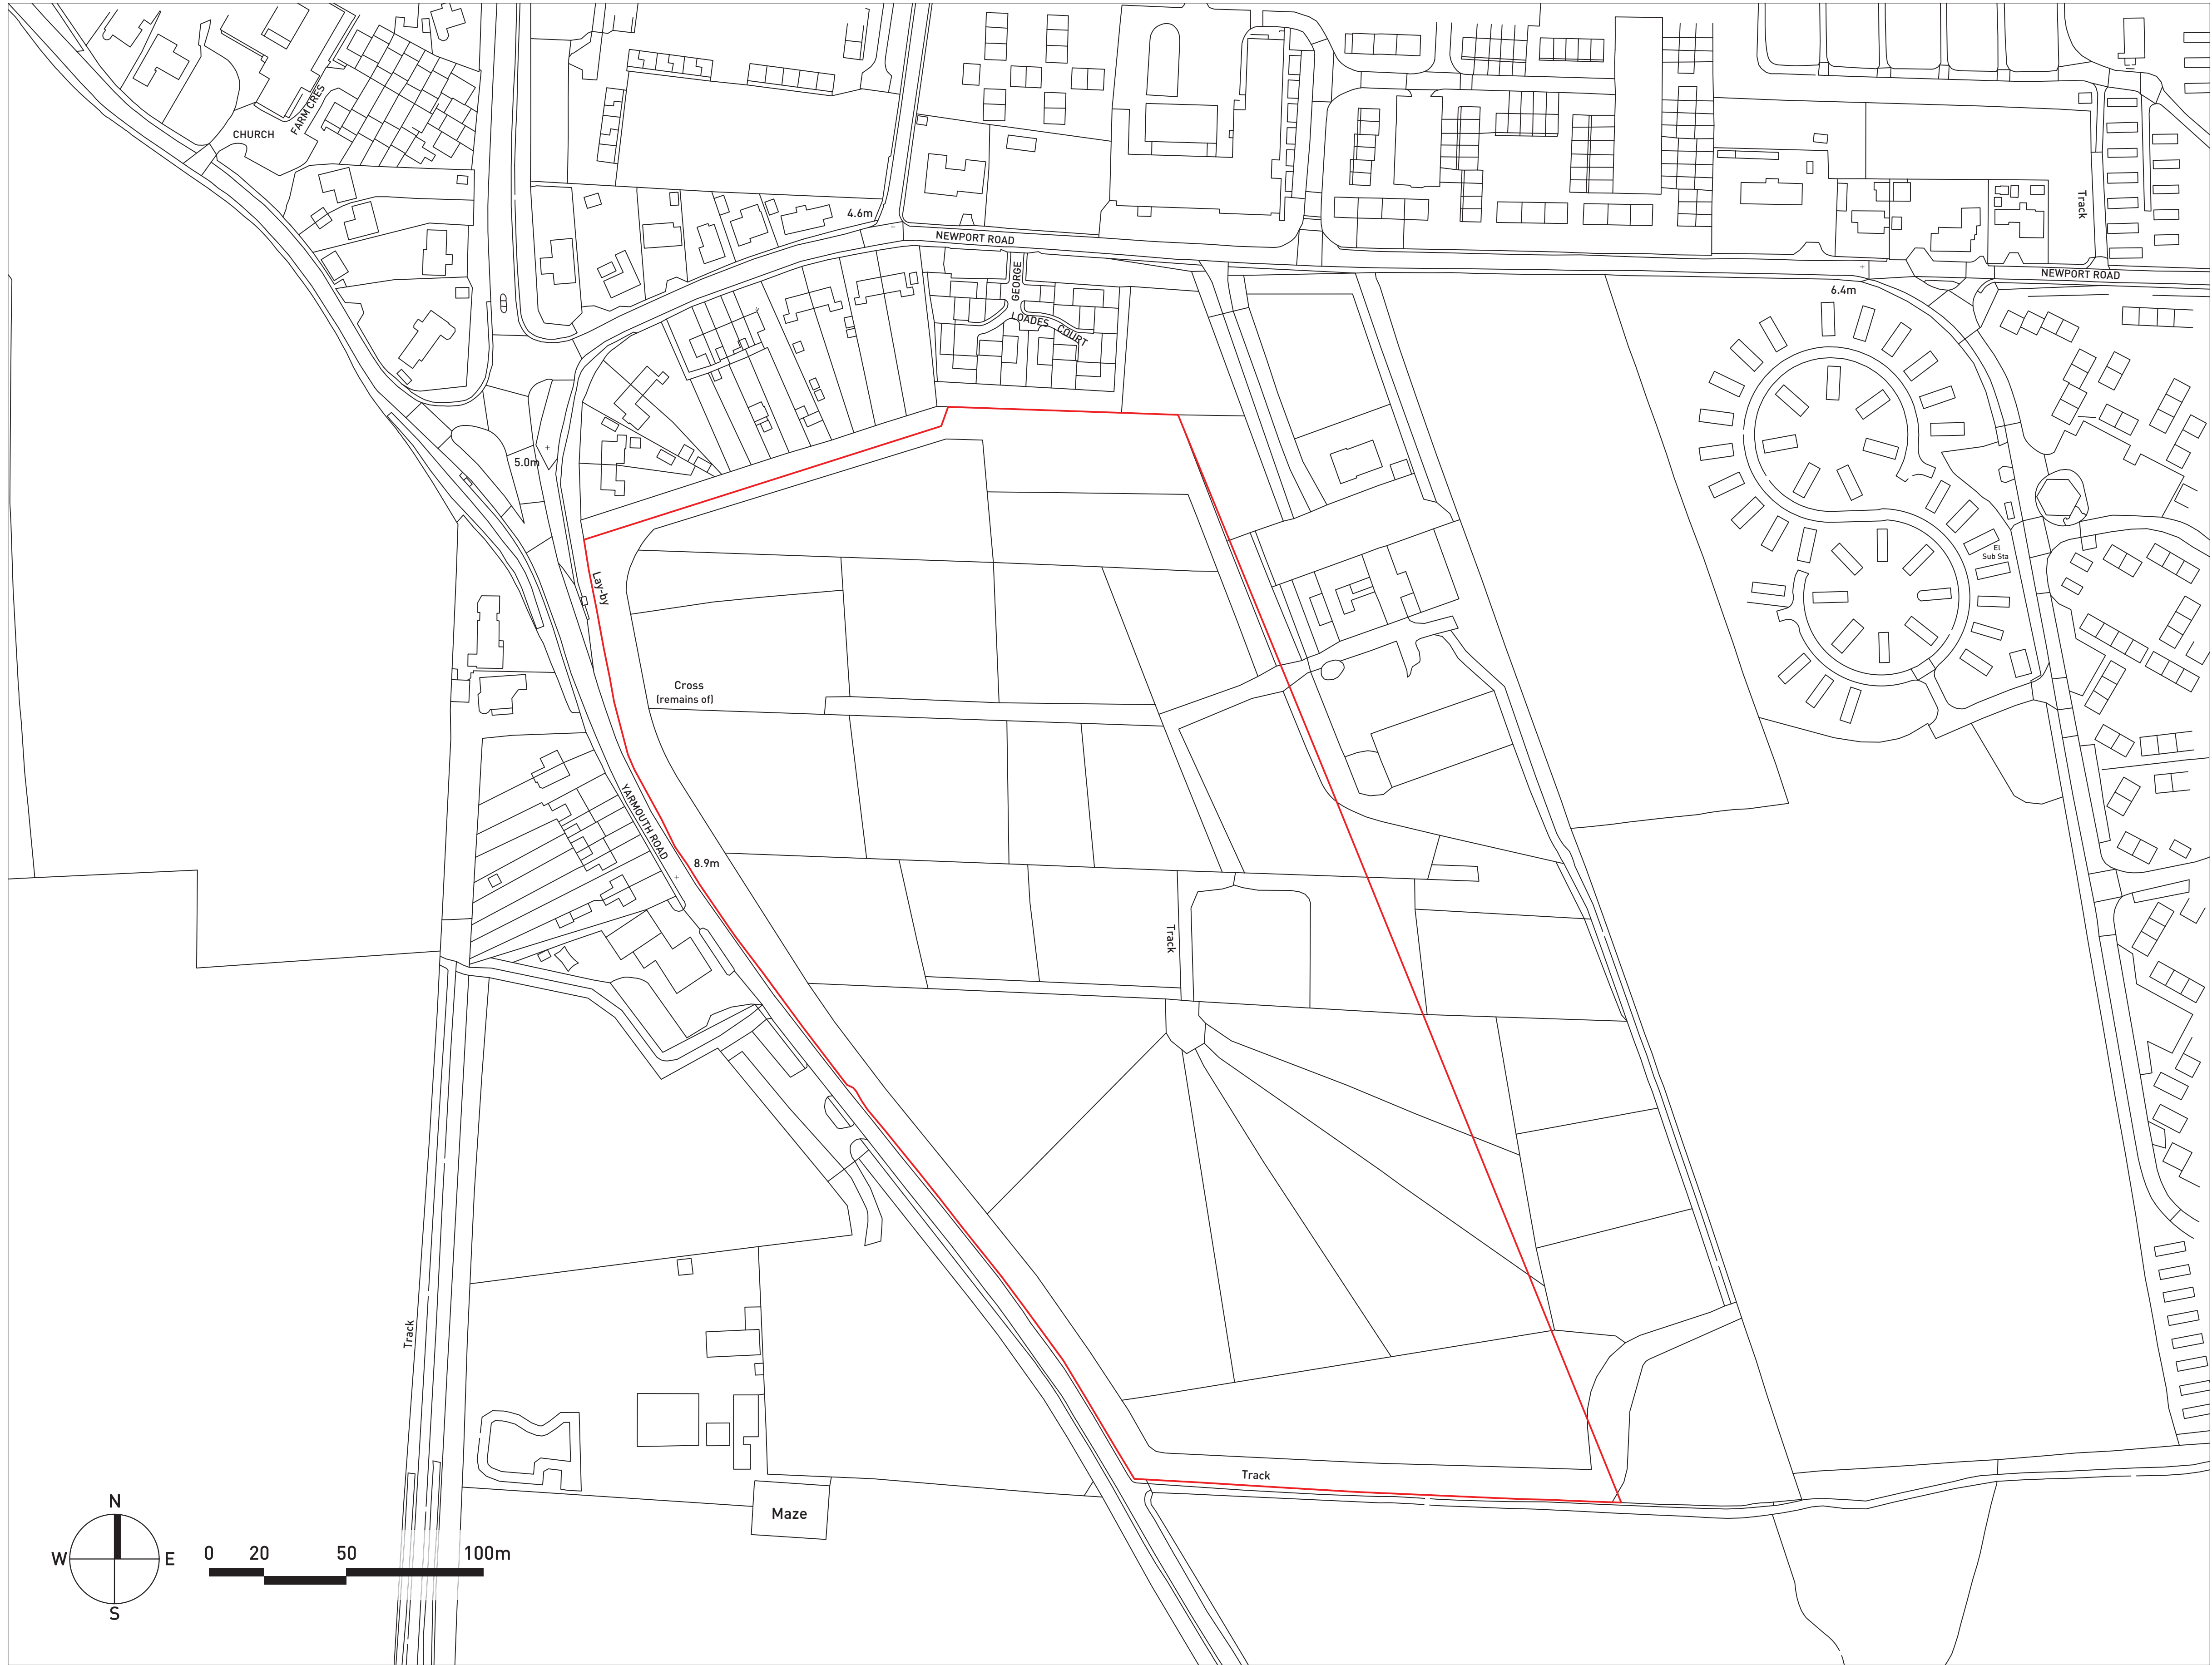 CHURCH
FARM CRES
4.6m
NEWPORT ROAD
GEORGE
LOADES COURT
Track
NEWPORT ROAD
6.4m
5.0m
El
Sub Sta
Lay-by
Cross
(remains of)
YARMOUTH ROAD
8.9m
Track
Track
Track
Maze
N
W
E
S
0 20 50 100m